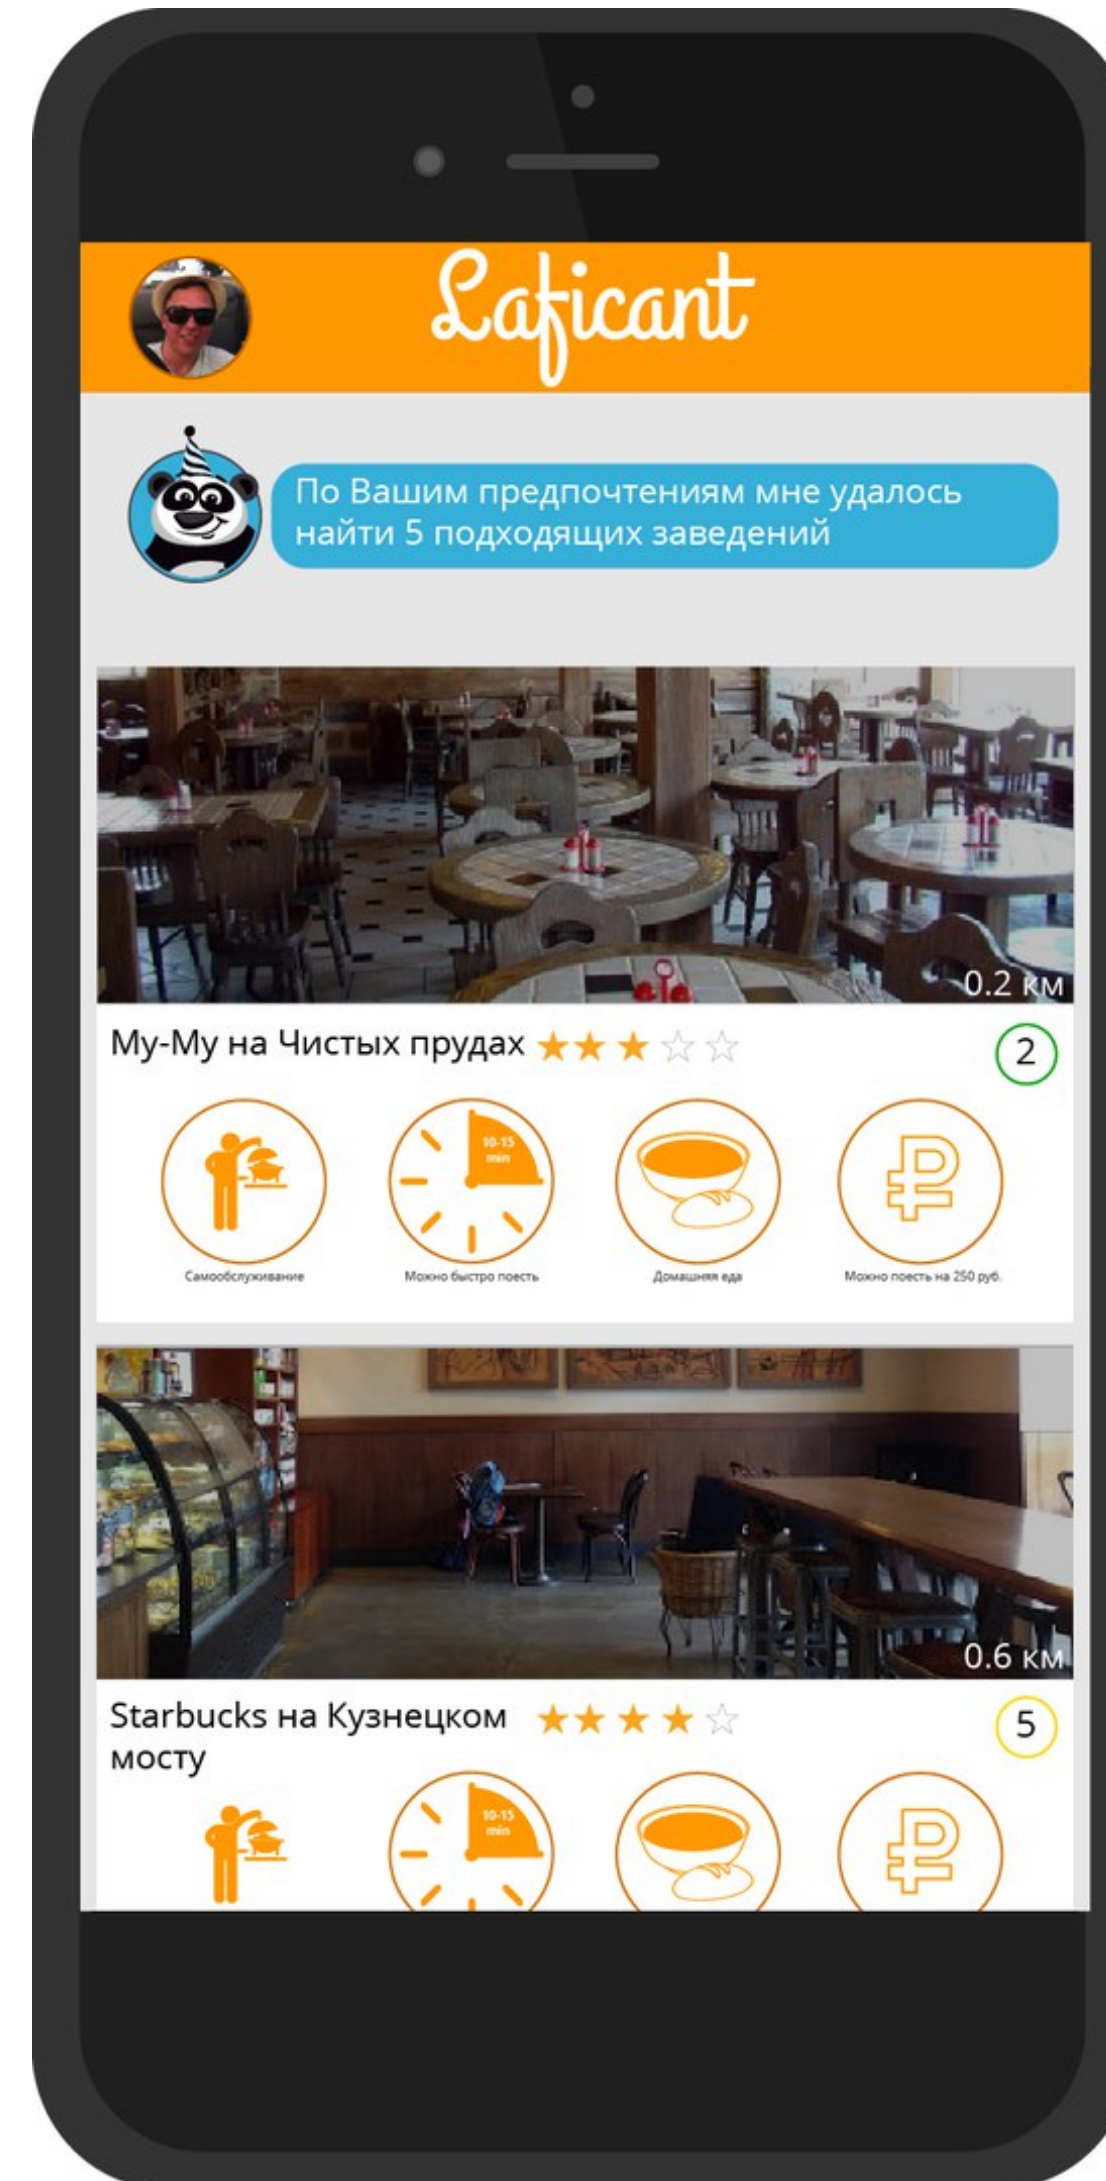 Laficant
По Вашим предпочтениям мне удалось
найти 5 подходящих заведений
0.2 км
Му-Му на Чистых прудах
2
10-15
min
Самообслуживание
Можно быстро поесть
Домашняя еда
Можно поесть на 250 руб.
0.6 км
Starbucks на Кузнецком
мосту
5
10-15
min